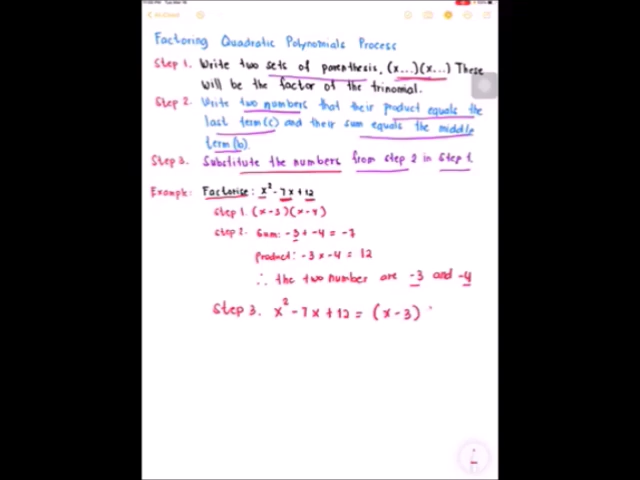 Factoring Quadratic Polynomials Process
Step 1. Write two sets of parenthesis, (x...)(x...) These
will be the factor of the trinomial.
Step 2. Write two numbers that their product equals the
last term(c) and their sum equals the middle
term(b).
Step 3. Substitute the numbers from step 2 in step 1.
Example: Factorise: x² - 7x + 12
Step 1. (x-3)(x-4)
Step 2. Sum: -3 + -4 = -7
Product: -3 x -4 = 12
∴ the two number are -3 and -4
Step 3. x² - 7x + 12 = (x - 3)